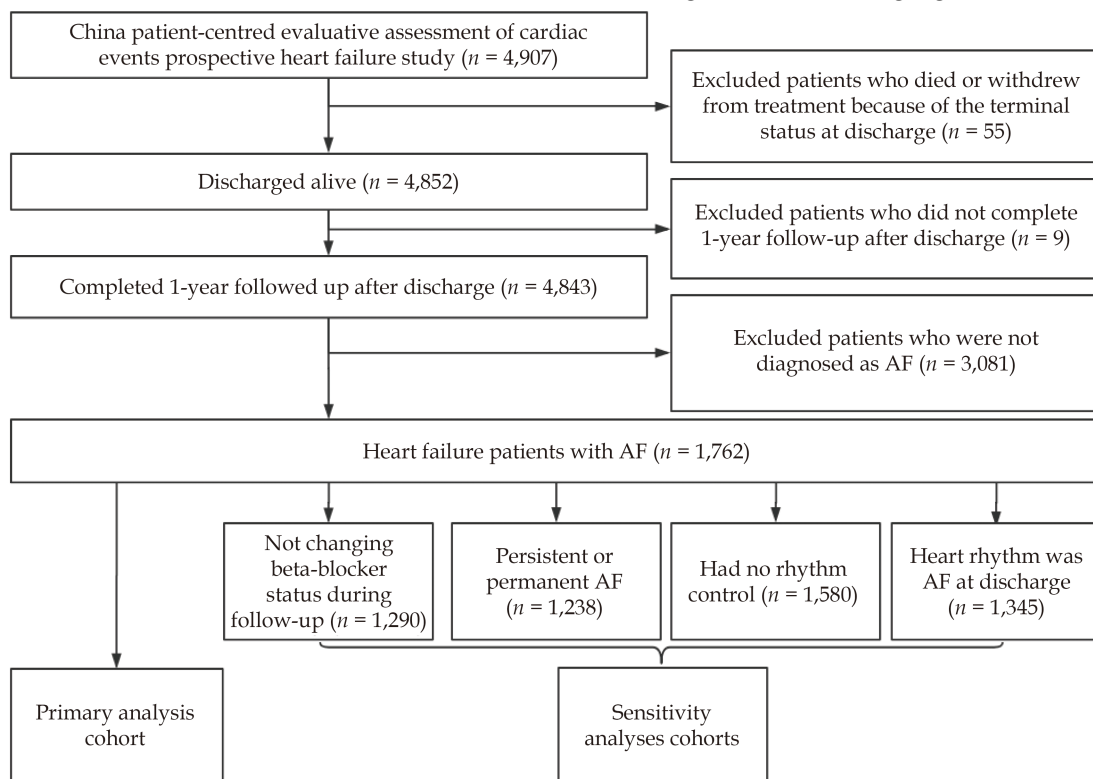 China patient-centred evaluative assessment of cardiac
events prospective heart failure study (n = 4,907)
Excluded patients who died or withdrew
from treatment because of the terminal
status at discharge (n = 55)
Discharged alive (n = 4,852)
Excluded patients who did not complete
1-year follow-up after discharge (n = 9)
Completed 1-year followed up after discharge (n = 4,843)
Excluded patients who were not
diagnosed as AF (n = 3,081)
Heart failure patients with AF (n = 1,762)
Not changing
beta-blocker
status during
follow-up (n = 1,290)
Persistent or
permanent AF
(n = 1,238)
Had no rhythm
control (n = 1,580)
Heart rhythm was
AF at discharge
(n = 1,345)
Primary analysis
cohort
Sensitivity
analyses cohorts